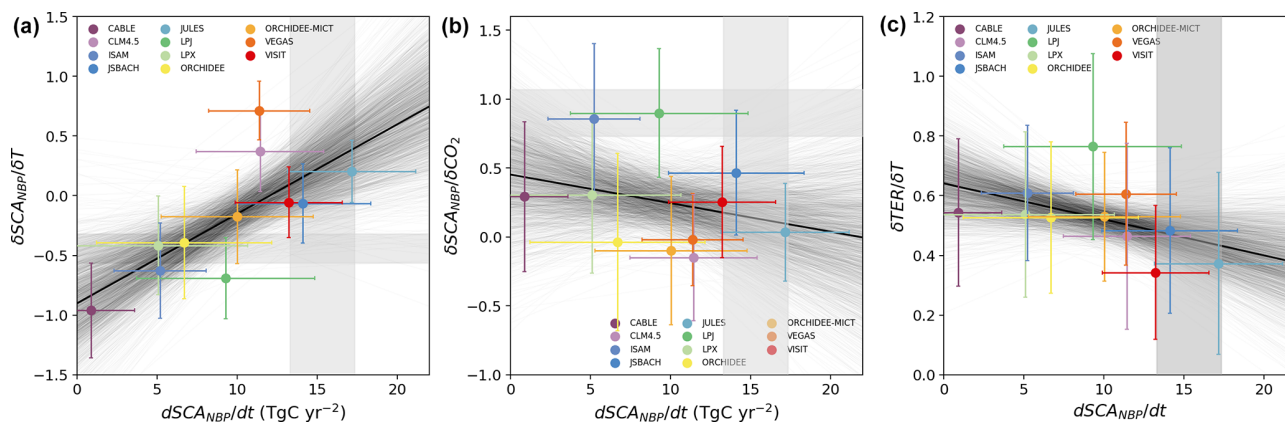 (a)
1.5
1.0
0.5
0.0
−0.5
−1.0
−1.5
δSCA_NBP/δT
CABLE JULES ORCHIDEE-MICT
CLM4.5 LPJ VEGAS
ISAM LPX VISIT
JSBACH ORCHIDEE
0 5 10 15 20
dSCA_NBP/dt (TgC yr⁻²)
(b)
1.5
1.0
0.5
0.0
−0.5
−1.0
δSCA_NBP/δCO₂
CABLE JULES ORCHIDEE-MICT
CLM4.5 LPJ VEGAS
ISAM LPX VISIT
JSBACH ORCHIDEE
0 5 10 15 20
dSCA_NBP/dt (TgC yr⁻²)
(c)
1.2
1.0
0.8
0.6
0.4
0.2
0.0
δTER/δT
CABLE JULES ORCHIDEE-MICT
CLM4.5 LPJ VEGAS
ISAM LPX VISIT
JSBACH ORCHIDEE
0 5 10 15 20
dSCA_NBP/dt